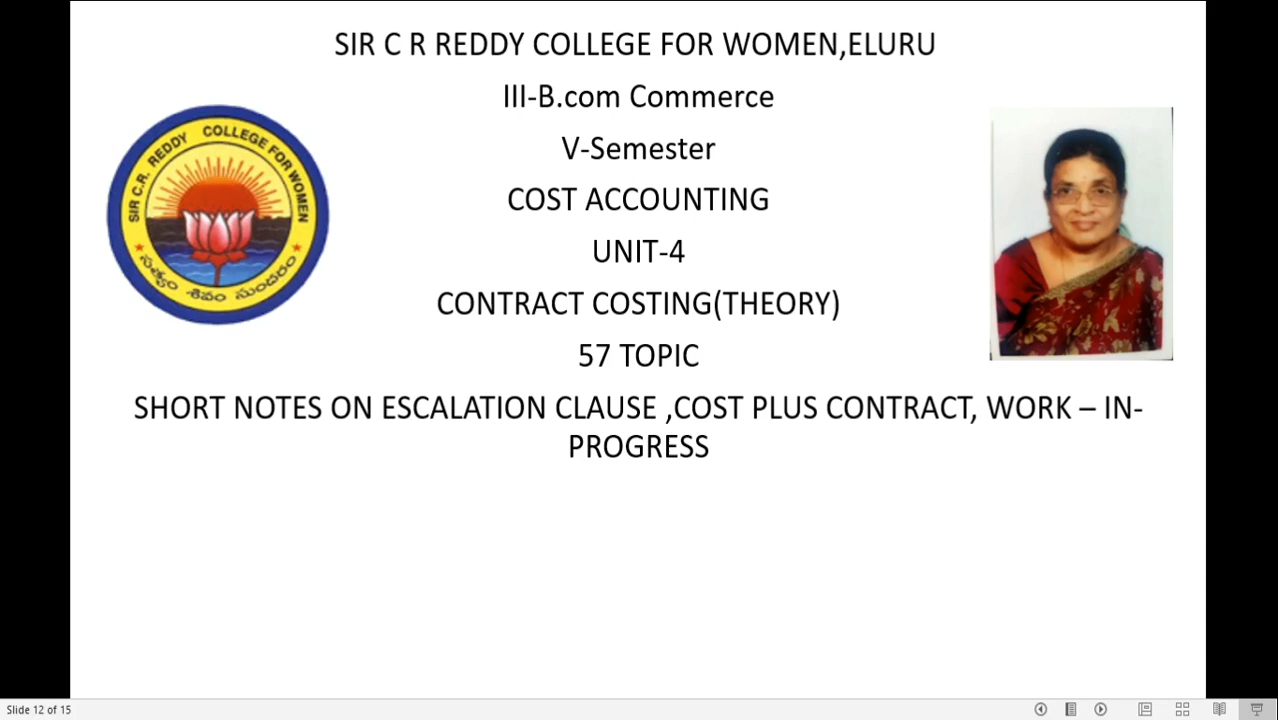 SIR C R REDDY COLLEGE FOR WOMEN,ELURU
III-B.com Commerce
V-Semester
COST ACCOUNTING
UNIT-4
CONTRACT COSTING(THEORY)
57 TOPIC
SHORT NOTES ON ESCALATION CLAUSE ,COST PLUS CONTRACT, WORK – IN-
PROGRESS
SIR C.R. REDDY COLLEGE FOR WOMEN
సత్యం శివం సుందరం
Slide 12 of 15